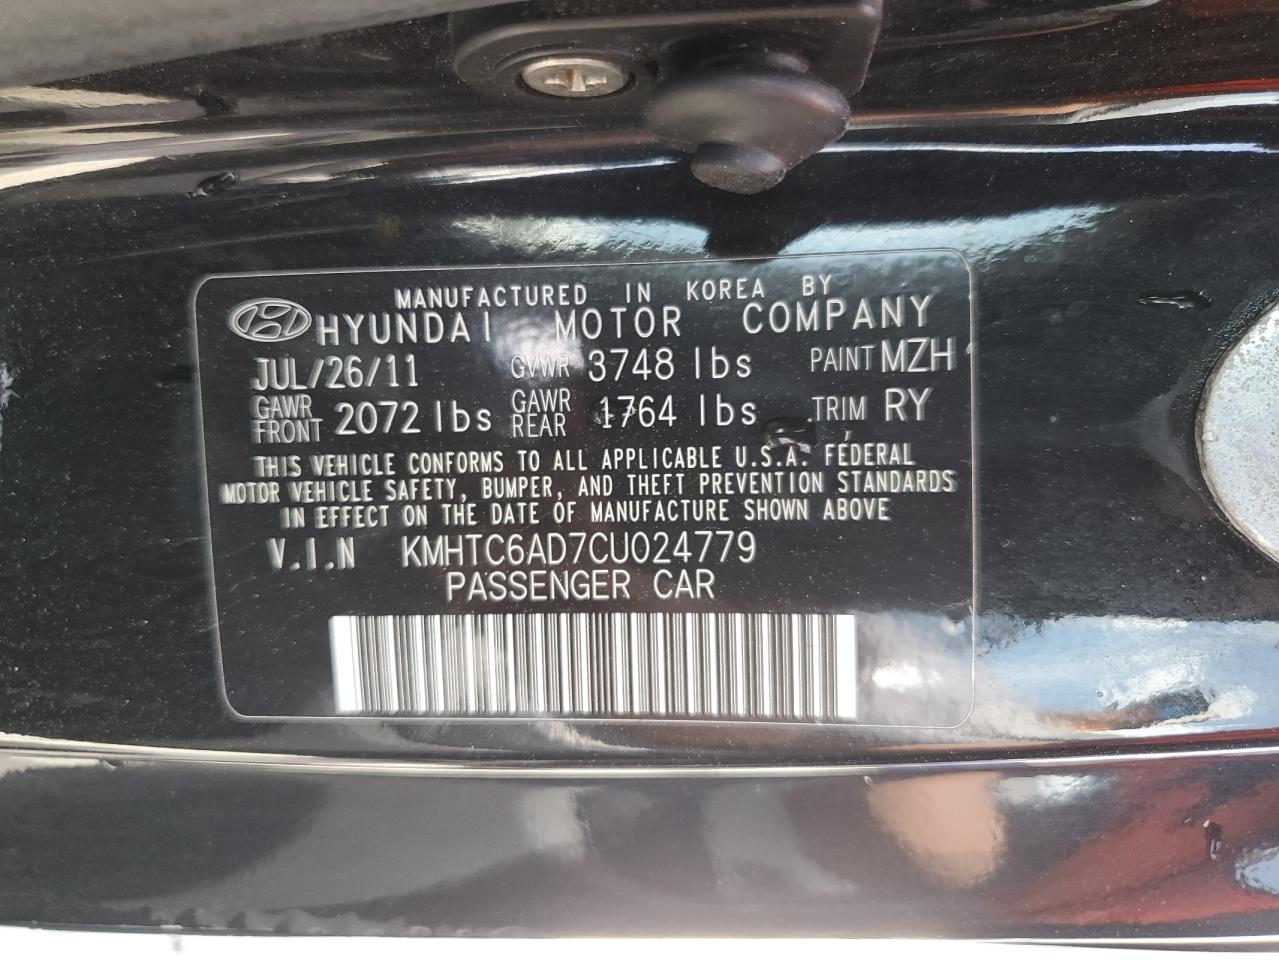 MANUFACTURED IN KOREA BY
HYUNDAI MOTOR COMPANY
JUL/26/11 GVWR 3748 lbs PAINT MZH
GAWR FRONT 2072 lbs GAWR REAR 1764 lbs TRIM RY
THIS VEHICLE CONFORMS TO ALL APPLICABLE U.S.A. FEDERAL
MOTOR VEHICLE SAFETY, BUMPER, AND THEFT PREVENTION STANDARDS
IN EFFECT ON THE DATE OF MANUFACTURE SHOWN ABOVE
V.I.N KMHTC6AD7CU024779
PASSENGER CAR